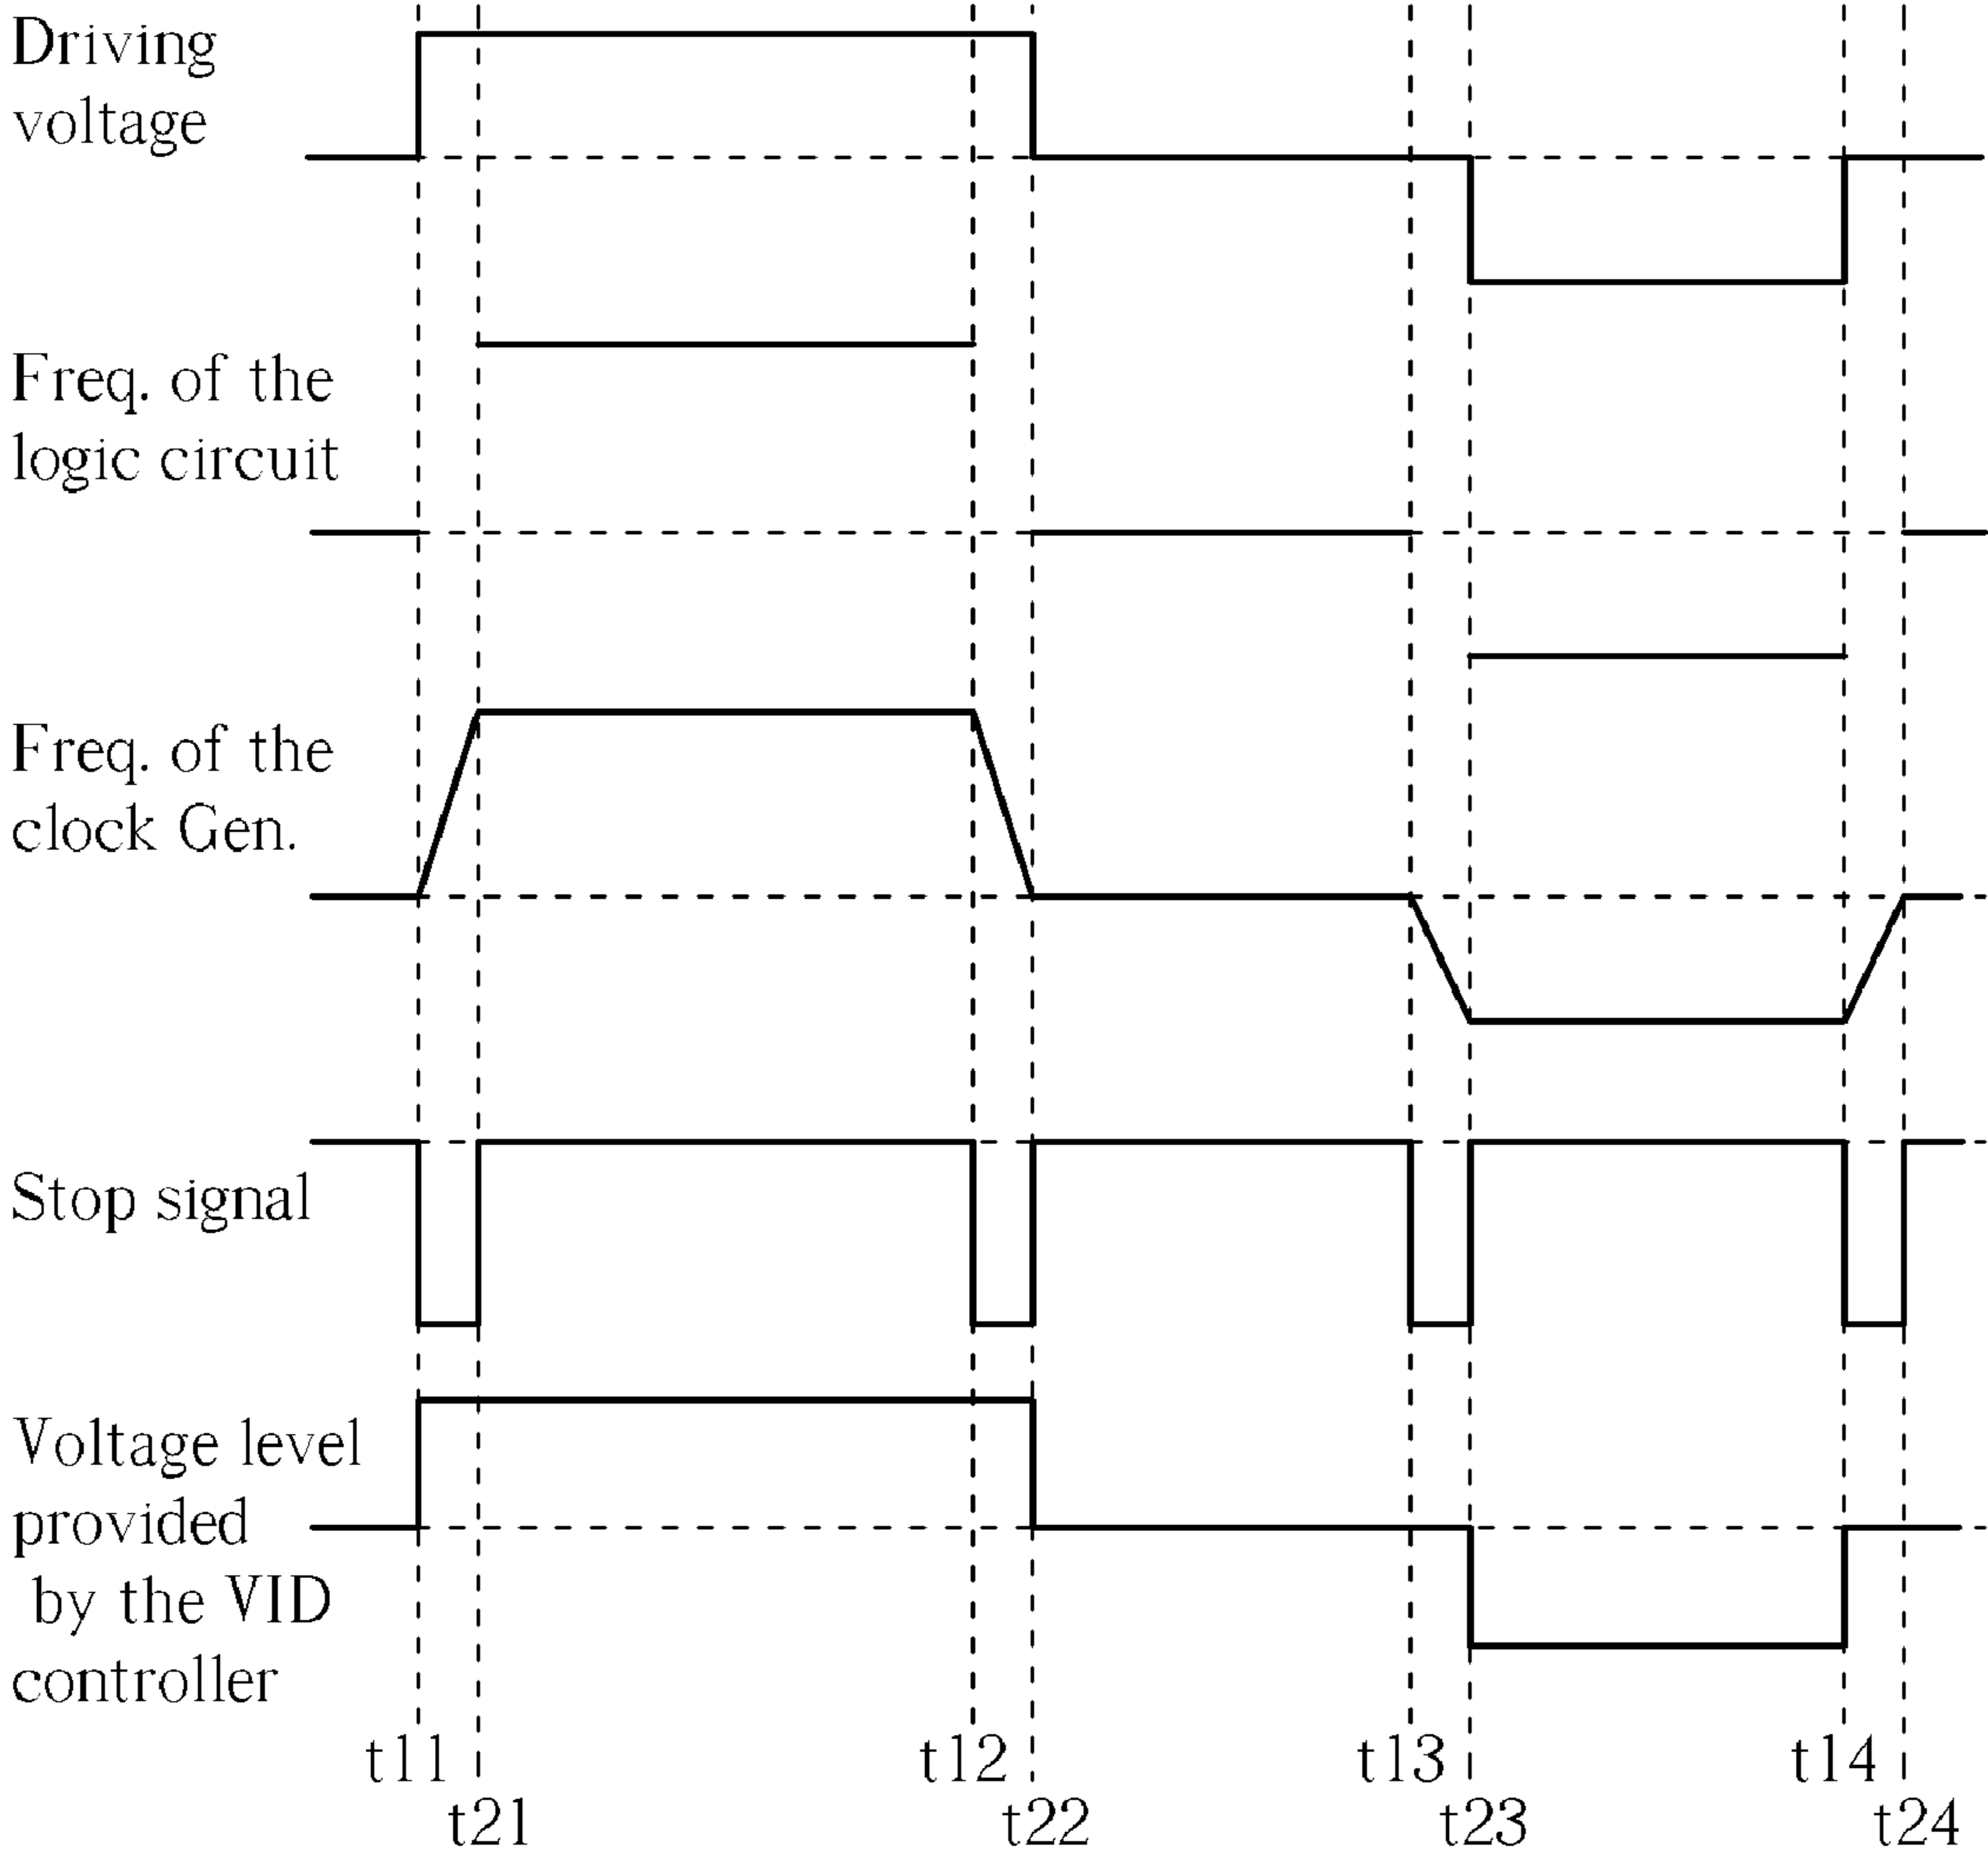 Driving
voltage
Freq. of the
logic circuit
Freq. of the
clock Gen.
Stop signal
Voltage level
provided
by the VID
controller
t11
t12
t13
t14
t21
t22
t23
t24